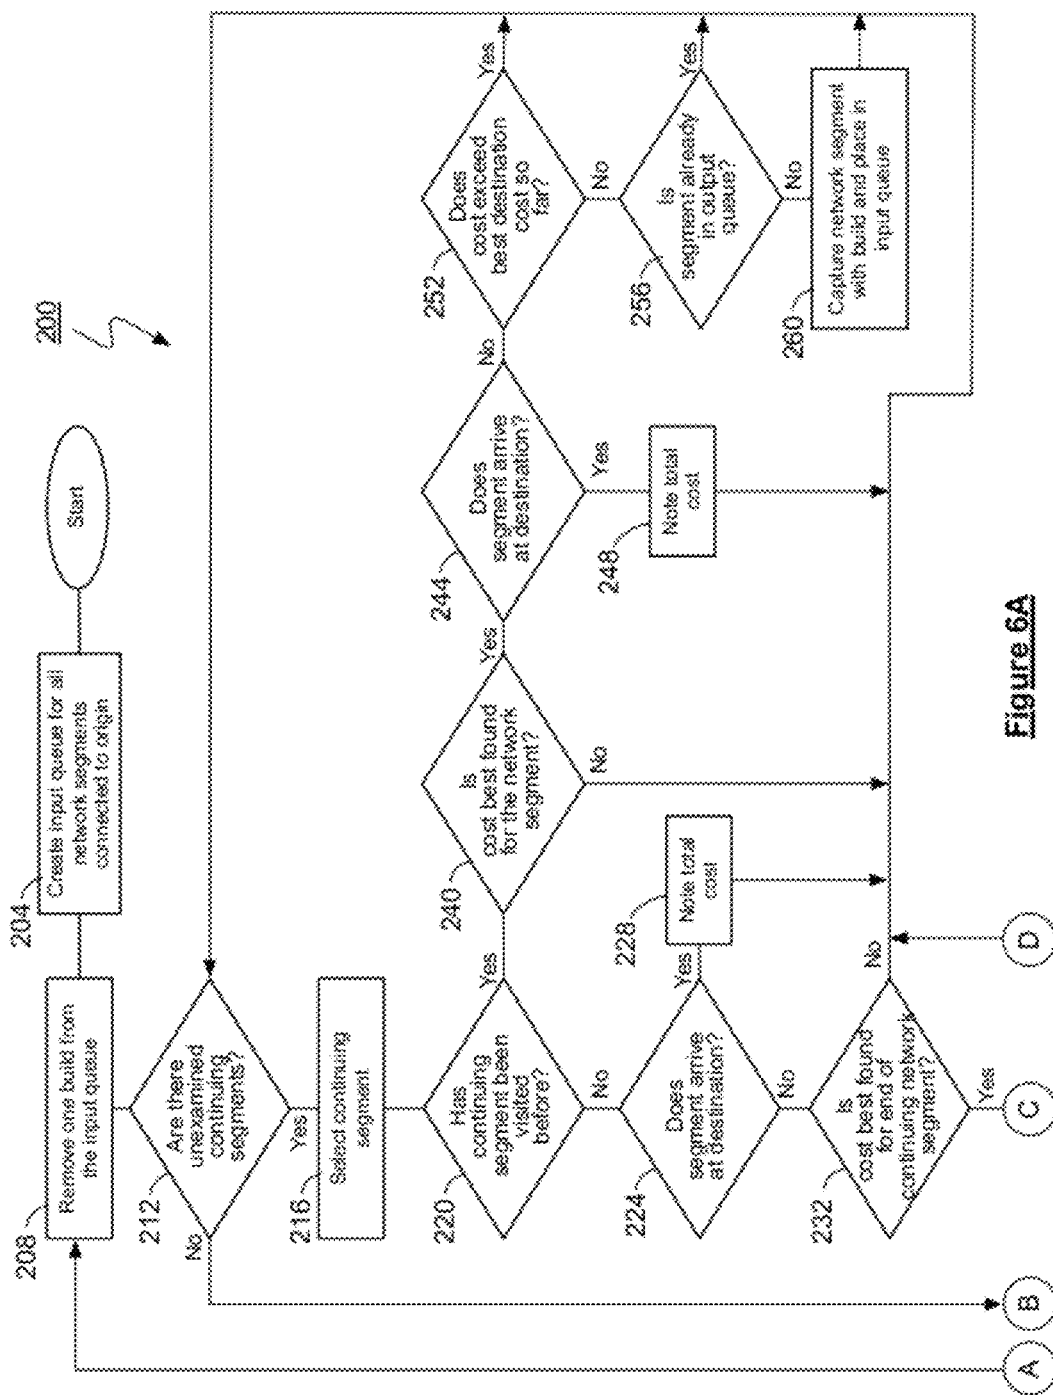 200
Start
204
Create input queue for all
network segments
connected to origin
208
Remove one build from
the input queue
212
Are there
unexamined
continuing
segments?
No
Yes
216
Select continuing
segment
220
Has
continuing
segment been
visited
before?
Yes
No
240
Is
cost best found
for the network
segment?
Yes
No
244
Does
segment arrive
at destination?
No
Yes
248
Note total
cost
252
Does
cost exceed
best destination
cost so
far?
Yes
No
256
Is
segment already
in output
queue?
Yes
No
260
Capture network segment
with build and place in
input queue
224
Does
segment arrive
at destination?
Yes
No
228
Note total
cost
232
Is
cost best found
for end of
continuing network
segment?
No
Yes
A
B
C
D
Figure 6A